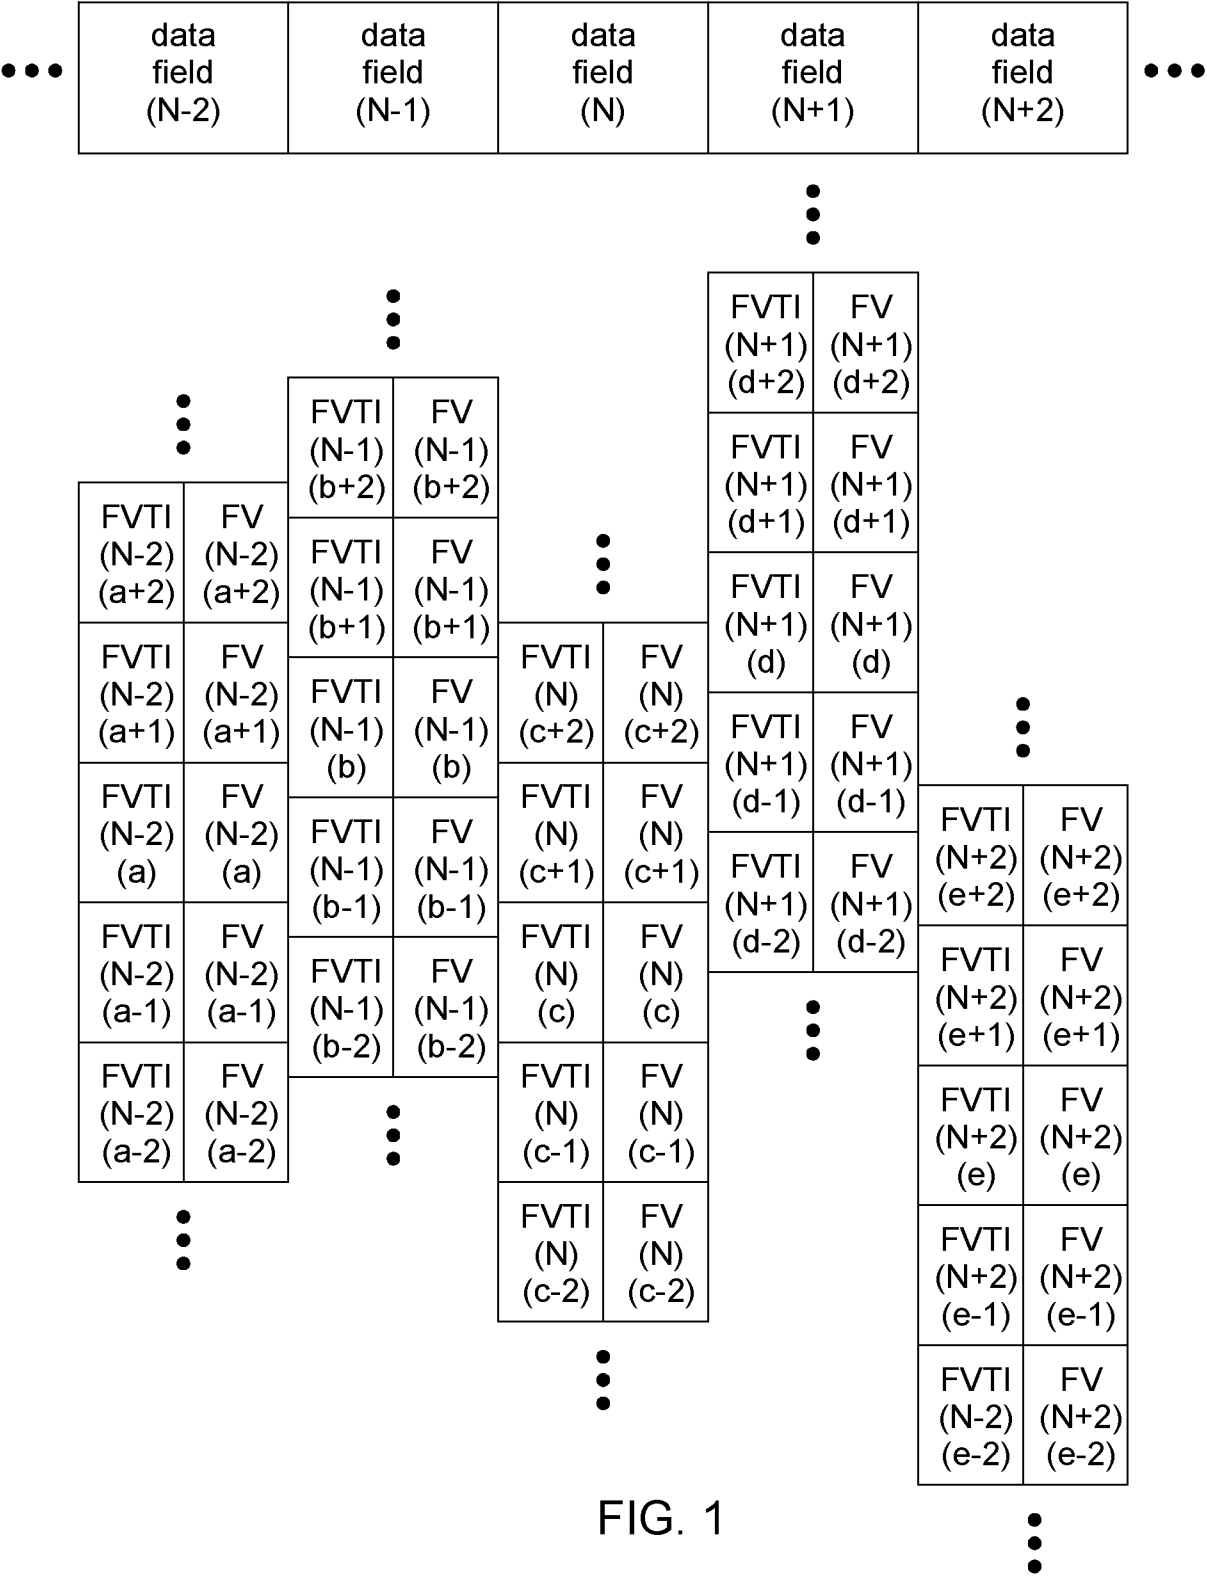 data
field
(N-2)
data
field
(N-1)
data
field
(N)
data
field
(N+1)
data
field
(N+2)
FVTI
(N-2)
(a+2)
FV
(N-2)
(a+2)
FVTI
(N-2)
(a+1)
FV
(N-2)
(a+1)
FVTI
(N-2)
(a)
FV
(N-2)
(a)
FVTI
(N-2)
(a-1)
FV
(N-2)
(a-1)
FVTI
(N-2)
(a-2)
FV
(N-2)
(a-2)
FVTI
(N-1)
(b+2)
FV
(N-1)
(b+2)
FVTI
(N-1)
(b+1)
FV
(N-1)
(b+1)
FVTI
(N-1)
(b)
FV
(N-1)
(b)
FVTI
(N-1)
(b-1)
FV
(N-1)
(b-1)
FVTI
(N-1)
(b-2)
FV
(N-1)
(b-2)
FVTI
(N)
(c+2)
FV
(N)
(c+2)
FVTI
(N)
(c+1)
FV
(N)
(c+1)
FVTI
(N)
(c)
FV
(N)
(c)
FVTI
(N)
(c-1)
FV
(N)
(c-1)
FVTI
(N)
(c-2)
FV
(N)
(c-2)
FVTI
(N+1)
(d+2)
FV
(N+1)
(d+2)
FVTI
(N+1)
(d+1)
FV
(N+1)
(d+1)
FVTI
(N+1)
(d)
FV
(N+1)
(d)
FVTI
(N+1)
(d-1)
FV
(N+1)
(d-1)
FVTI
(N+1)
(d-2)
FV
(N+1)
(d-2)
FVTI
(N+2)
(e+2)
FV
(N+2)
(e+2)
FVTI
(N+2)
(e+1)
FV
(N+2)
(e+1)
FVTI
(N+2)
(e)
FV
(N+2)
(e)
FVTI
(N+2)
(e-1)
FV
(N+2)
(e-1)
FVTI
(N-2)
(e-2)
FV
(N+2)
(e-2)
FIG. 1